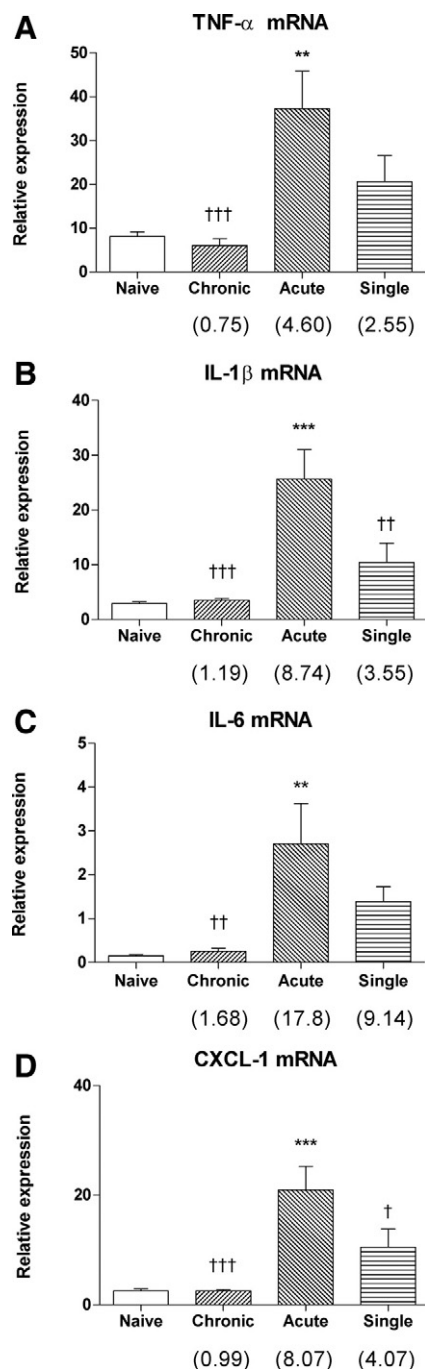 A
TNF-α mRNA
50
**
40
30
20
†††
10
0
Relative expression
Naive Chronic Acute Single
(0.75) (4.60) (2.55)
B
IL-1β mRNA
40
***
30
20
††
10
†††
0
Relative expression
Naive Chronic Acute Single
(1.19) (8.74) (3.55)
C
IL-6 mRNA
5
4
**
3
2
1
††
0
Relative expression
Naive Chronic Acute Single
(1.68) (17.8) (9.14)
D
CXCL-1 mRNA
40
***
20
†
†††
0
Relative expression
Naive Chronic Acute Single
(0.99) (8.07) (4.07)